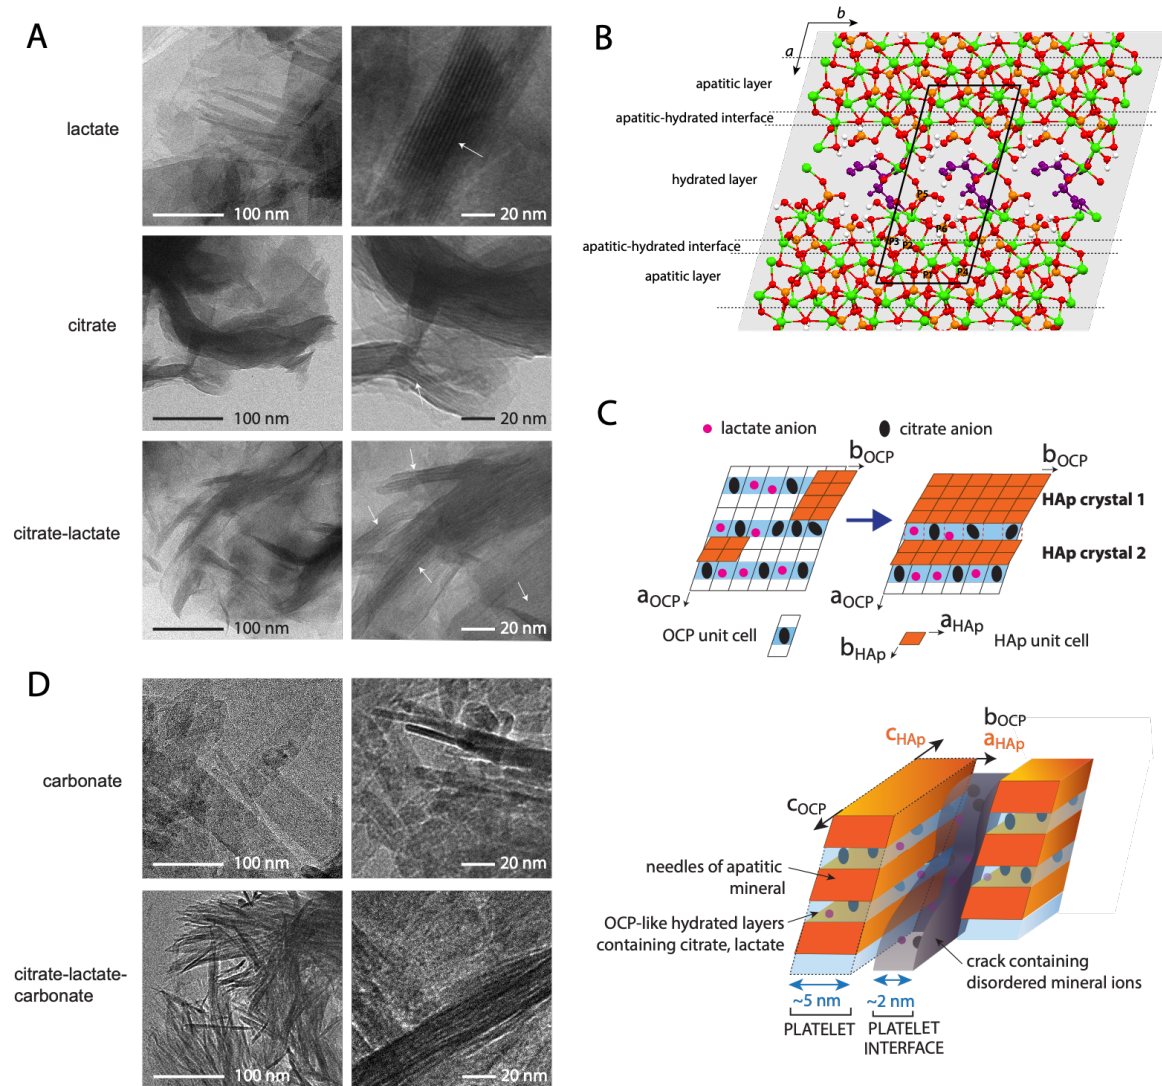 A
lactate
100 nm
20 nm
citrate
100 nm
20 nm
citrate-lactate
100 nm
20 nm
B
b
a
apatitic layer
apatitic-hydrated interface
hydrated layer
apatitic-hydrated interface
apatitic layer
P5
P6
P3
P2
P1
P4
C
lactate anion
citrate anion
bOCP
bOCP
HAp crystal 1
HAp crystal 2
aOCP
aOCP
OCP unit cell
aHAp
bHAp
HAp unit cell
D
carbonate
100 nm
20 nm
citrate-lactate-
carbonate
100 nm
20 nm
bOCP
cHAp
aHAp
cOCP
needles of apatitic
mineral
OCP-like hydrated layers
containing citrate, lactate
crack containing
disordered mineral ions
~5 nm
~2 nm
PLATELET
PLATELET
INTERFACE